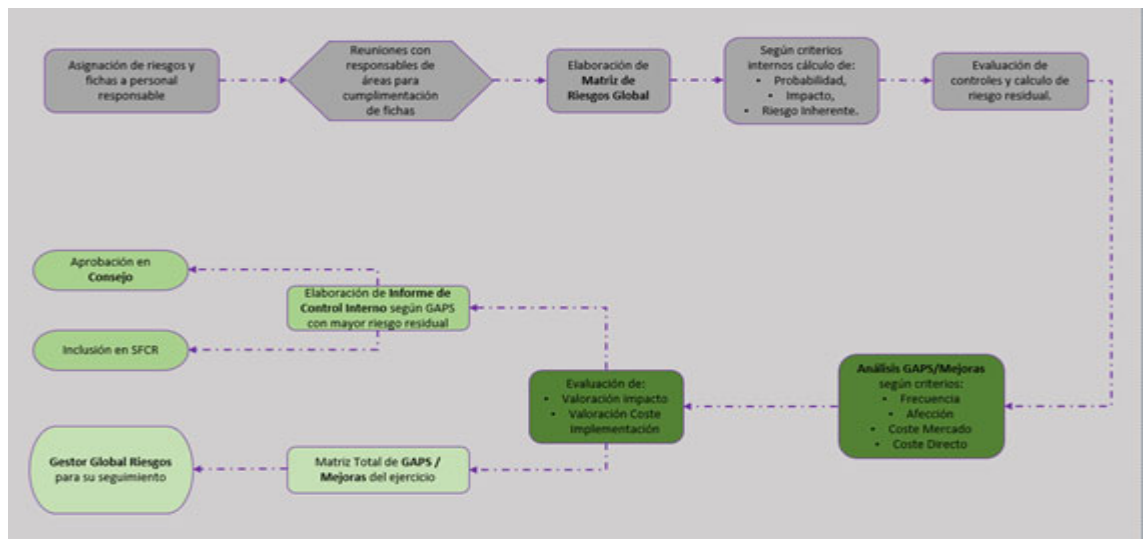 Asignación de riesgos y
fichas a personal
responsable
Reuniones con
responsables de
áreas para
cumplimentación
de fichas
Elaboración de
Matriz de
Riesgos Global
Según criterios
internos cálculo de:
• Probabilidad,
• Impacto,
• Riesgo Inherente.
Evaluación de
controles y calculo de
riesgo residual.
Análisis GAPS/Mejoras
según criterios:
• Frecuencia
• Afección
• Coste Mercado
• Coste Directo
Evaluación de:
• Valoración impacto
• Valoración Coste
Implementación
Elaboración de Informe de
Control Interno según GAPS
con mayor riesgo residual
Aprobación en
Consejo
Inclusión en SFCR
Matriz Total de GAPS /
Mejoras del ejercicio
Gestor Global Riesgos
para su seguimiento